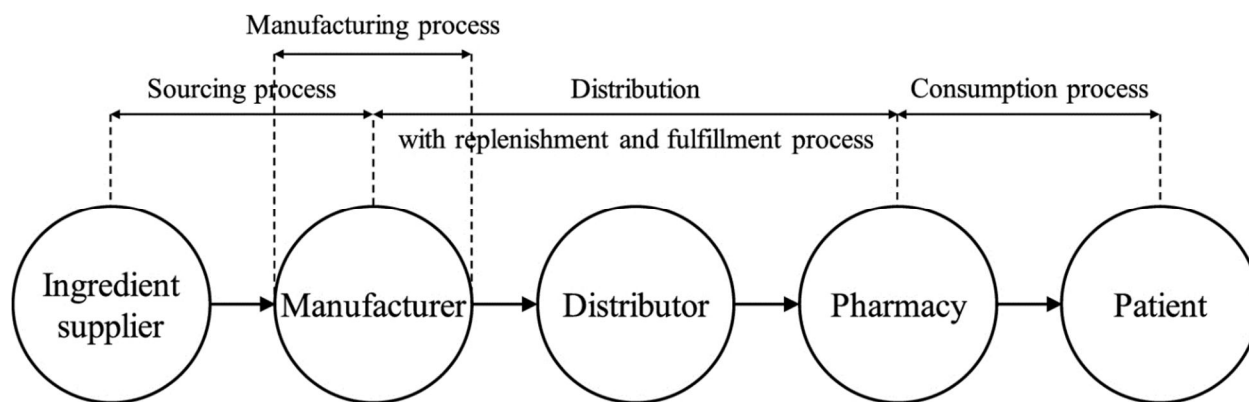 Manufacturing process
Sourcing process
Distribution
Consumption process
with replenishment and fulfillment process
Ingredient
supplier
Manufacturer
Distributor
Pharmacy
Patient